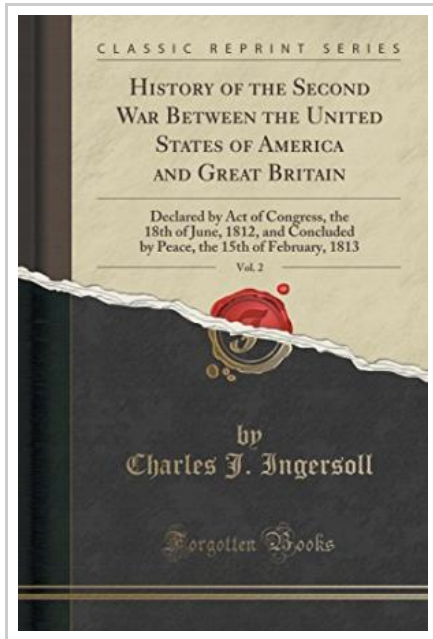 CLASSIC REPRINT SERIES
HISTORY OF THE SECOND
WAR BETWEEN THE UNITED
STATES OF AMERICA
AND GREAT BRITAIN
Declared by Act of Congress, the
18th of June, 1812, and Concluded
by Peace, the 15th of February, 1813
Vol. 2
by
Charles J. Ingersoll
Forgotten Books